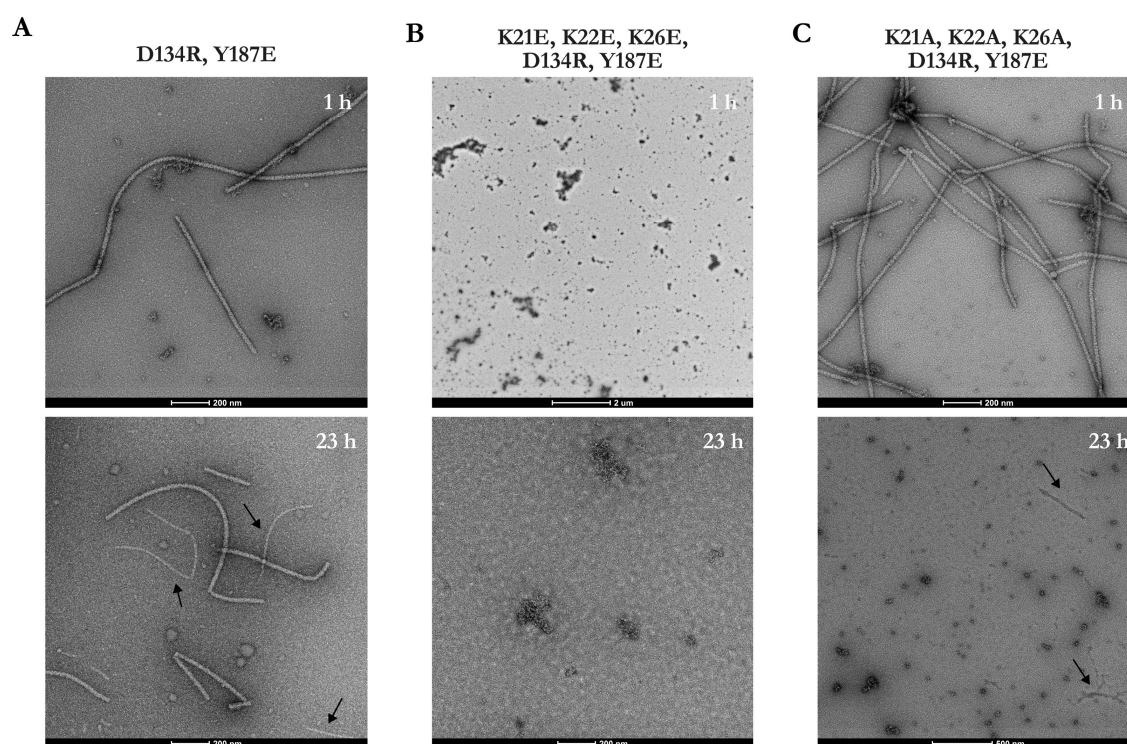 A
D134R, Y187E
B
K21E, K22E, K26E,
D134R, Y187E
C
K21A, K22A, K26A,
D134R, Y187E
1 h
200 nm
1 h
2 um
1 h
200 nm
23 h
200 nm
23 h
200 nm
23 h
500 nm